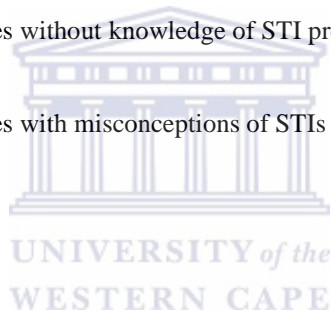 es without knowledge of STI pr
es with misconceptions of STIs
UNIVERSITY of the
WESTERN CAPE